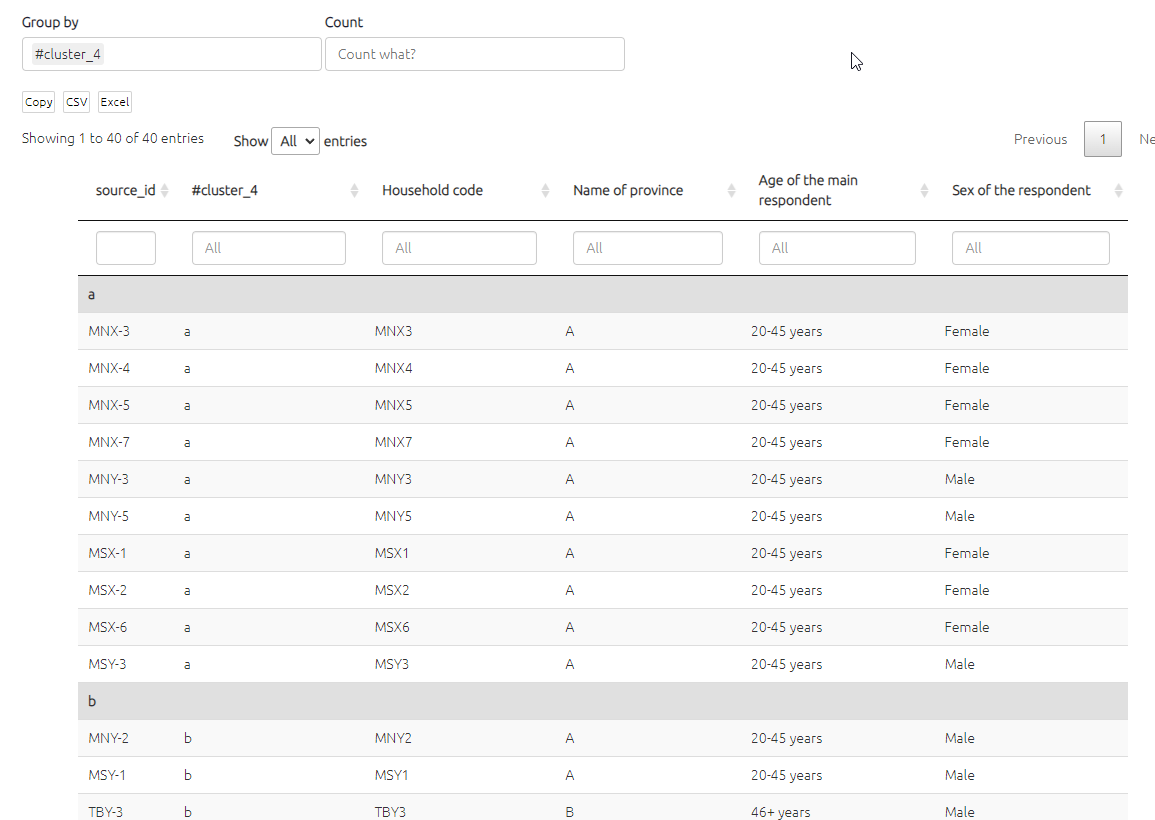 Group by Count
#cluster_4 Count what?
Copy CSV Excel
Showing 1 to 40 of 40 entries Show All entries Previous 1 Ne
source_id #cluster_4 Household code Name of province Age of the main respondent Sex of the respondent
All All All All All
a
MNX-3 a MNX3 A 20-45 years Female
MNX-4 a MNX4 A 20-45 years Female
MNX-5 a MNX5 A 20-45 years Female
MNX-7 a MNX7 A 20-45 years Female
MNY-3 a MNY3 A 20-45 years Male
MNY-5 a MNY5 A 20-45 years Male
MSX-1 a MSX1 A 20-45 years Female
MSX-2 a MSX2 A 20-45 years Female
MSX-6 a MSX6 A 20-45 years Female
MSY-3 a MSY3 A 20-45 years Male
b
MNY-2 b MNY2 A 20-45 years Male
MSY-1 b MSY1 A 20-45 years Male
TBY-3 b TBY3 B 46+ years Male